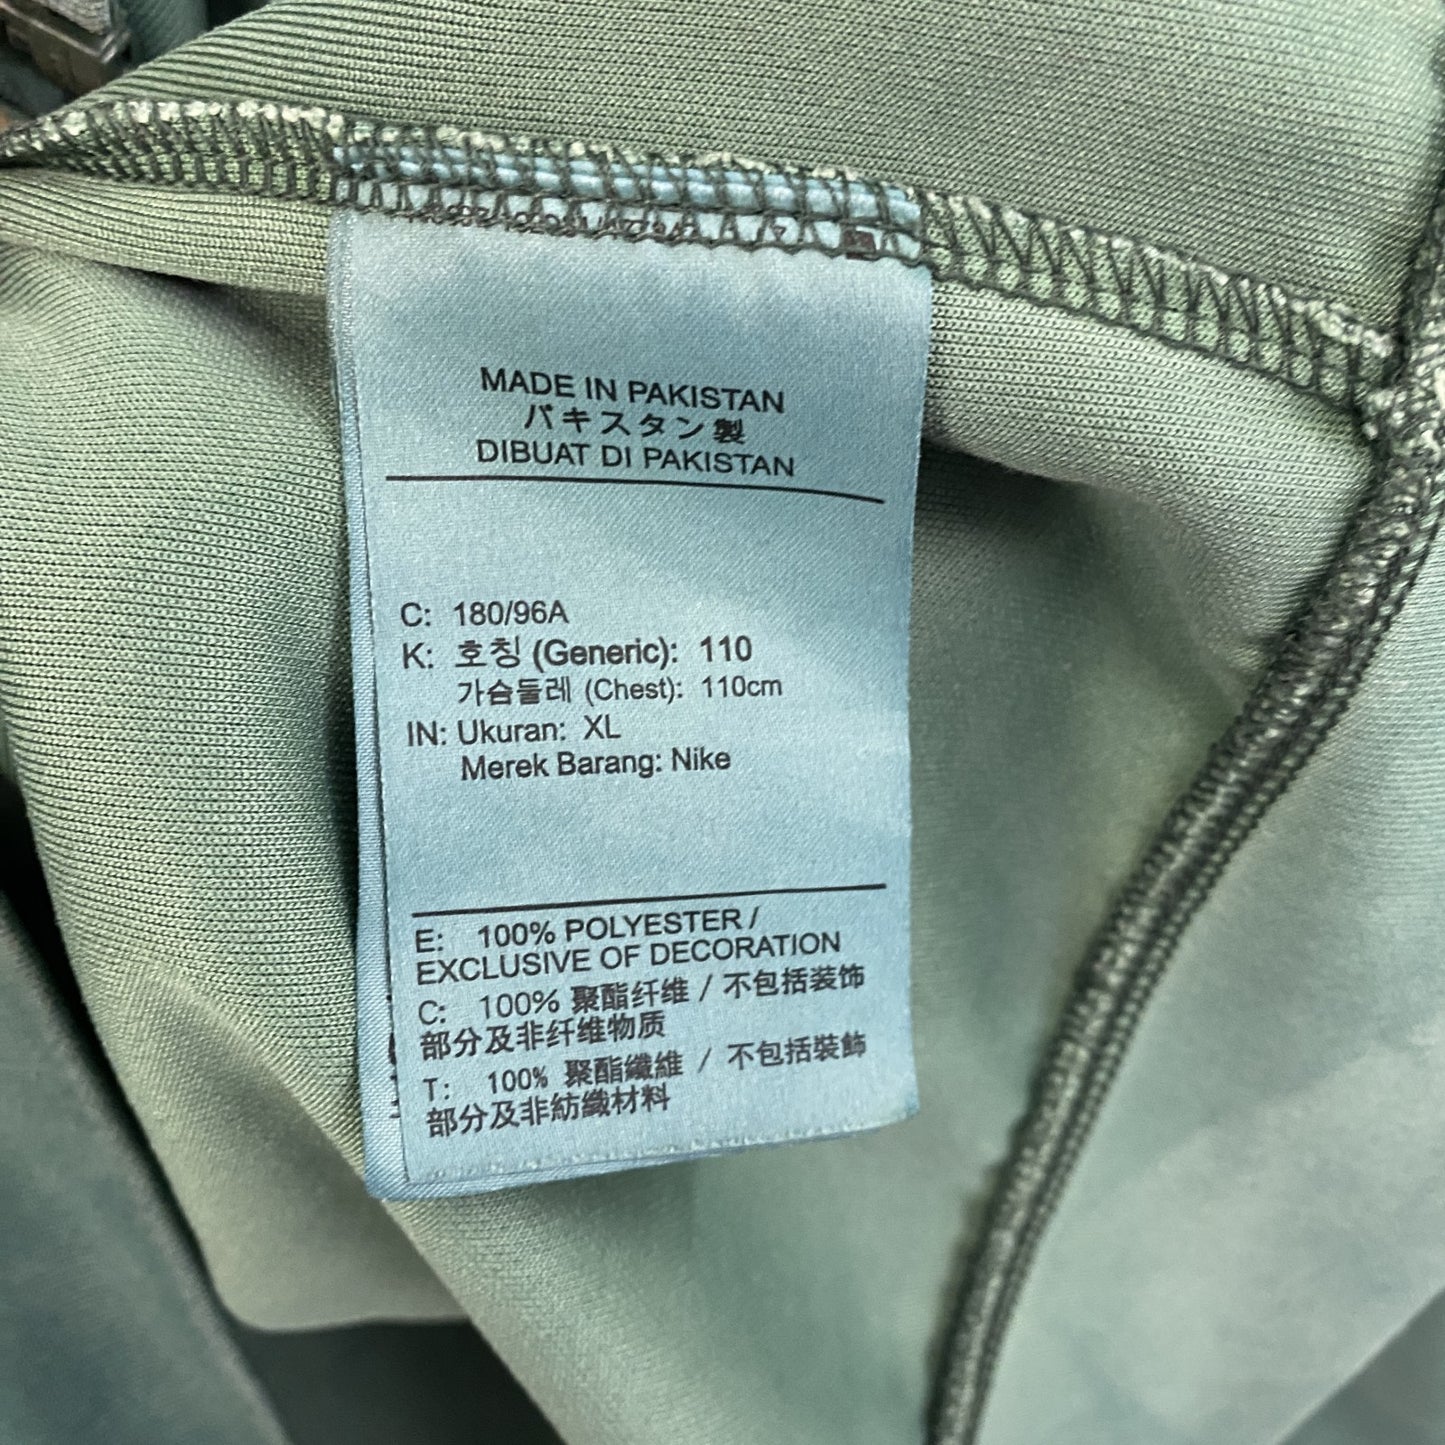 MADE IN PAKISTAN
パキスタン製
DIBUAT DI PAKISTAN
C: 180/96A
K: 호칭 (Generic): 110
가슴둘레 (Chest): 110cm
IN: Ukuran: XL
Merek Barang: Nike
E: 100% POLYESTER /
EXCLUSIVE OF DECORATION
C: 100% 聚酯纤维 / 不包括装饰
部分及非纤维物质
T: 100% 聚酯纖維 / 不包括裝飾
部分及非紡織材料